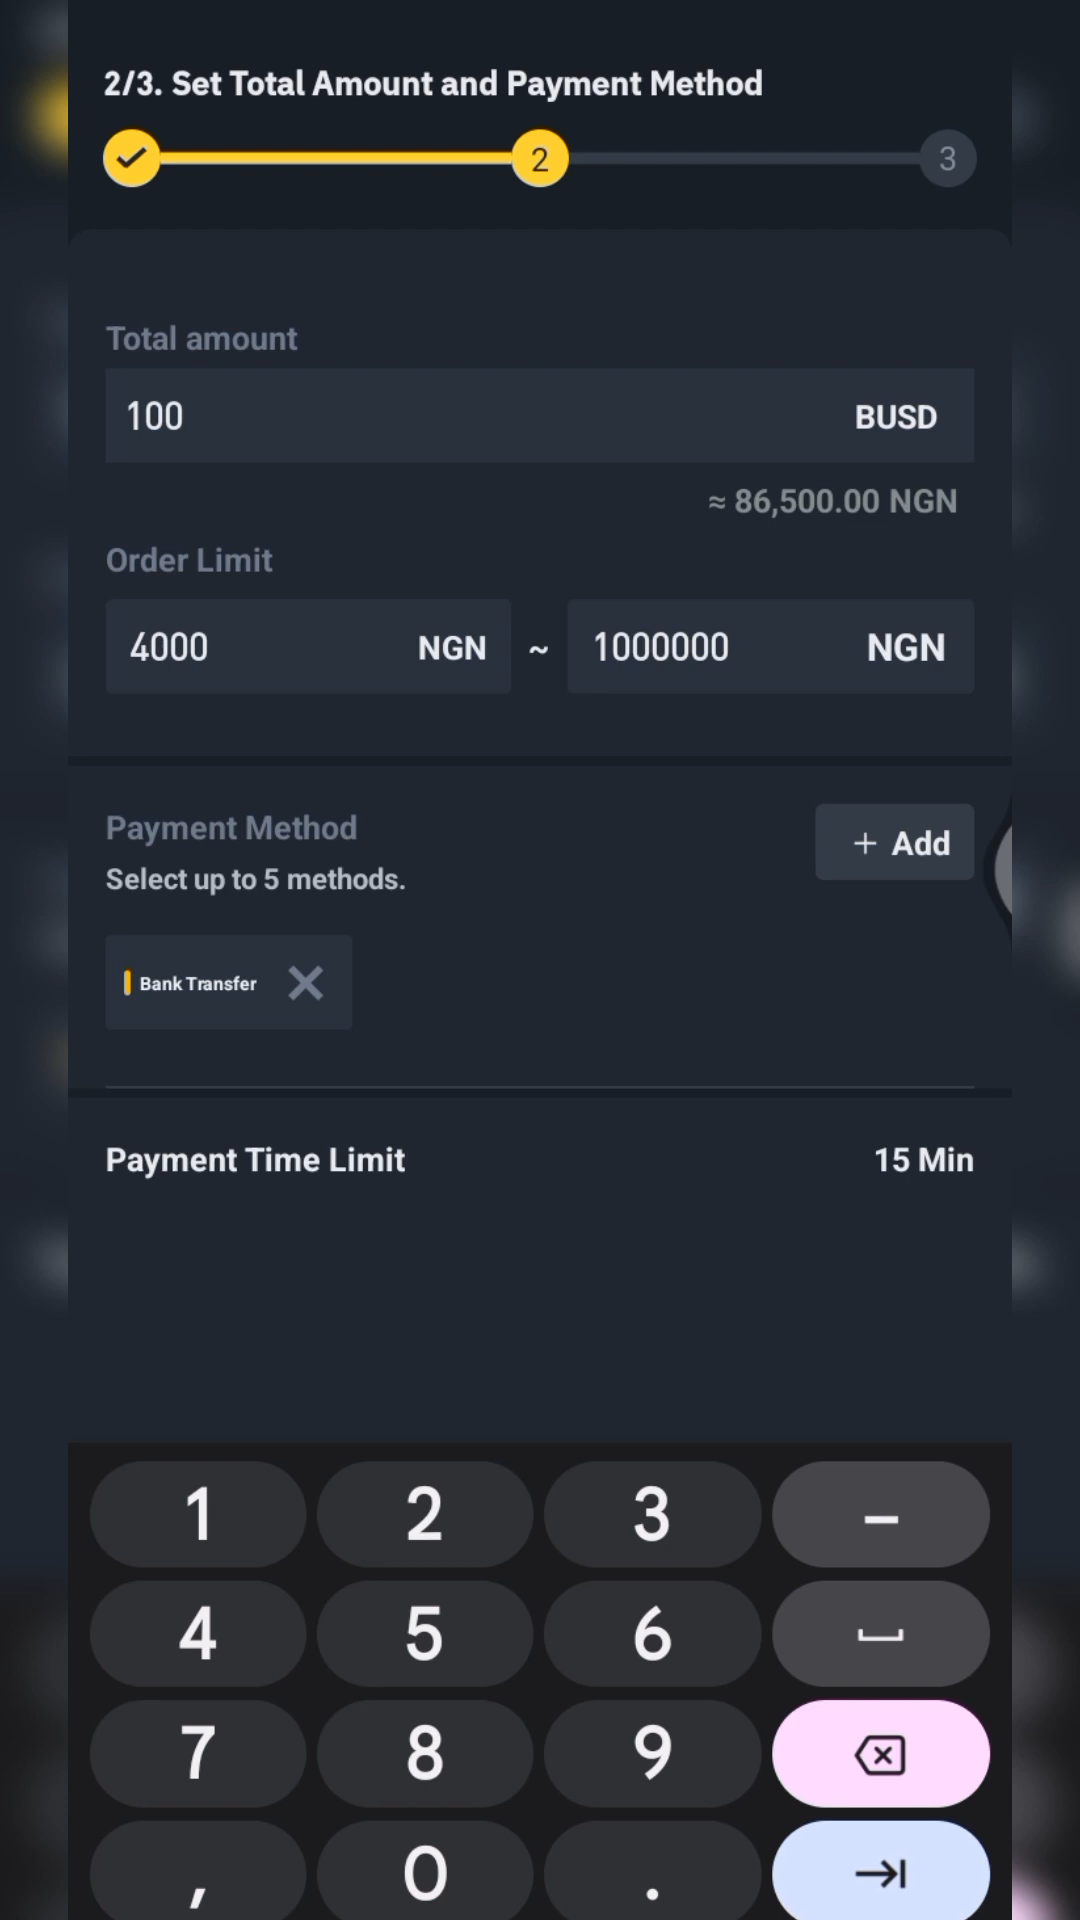 2/3. Set Total Amount and Payment Method
2
3
Total amount
100 BUSD
≈ 86,500.00 NGN
Order Limit
4000 NGN ~ 1000000 NGN
Payment Method
+ Add
Select up to 5 methods.
Bank Transfer
Payment Time Limit 15 Min
1 2 3 –
4 5 6
7 8 9
, 0 .